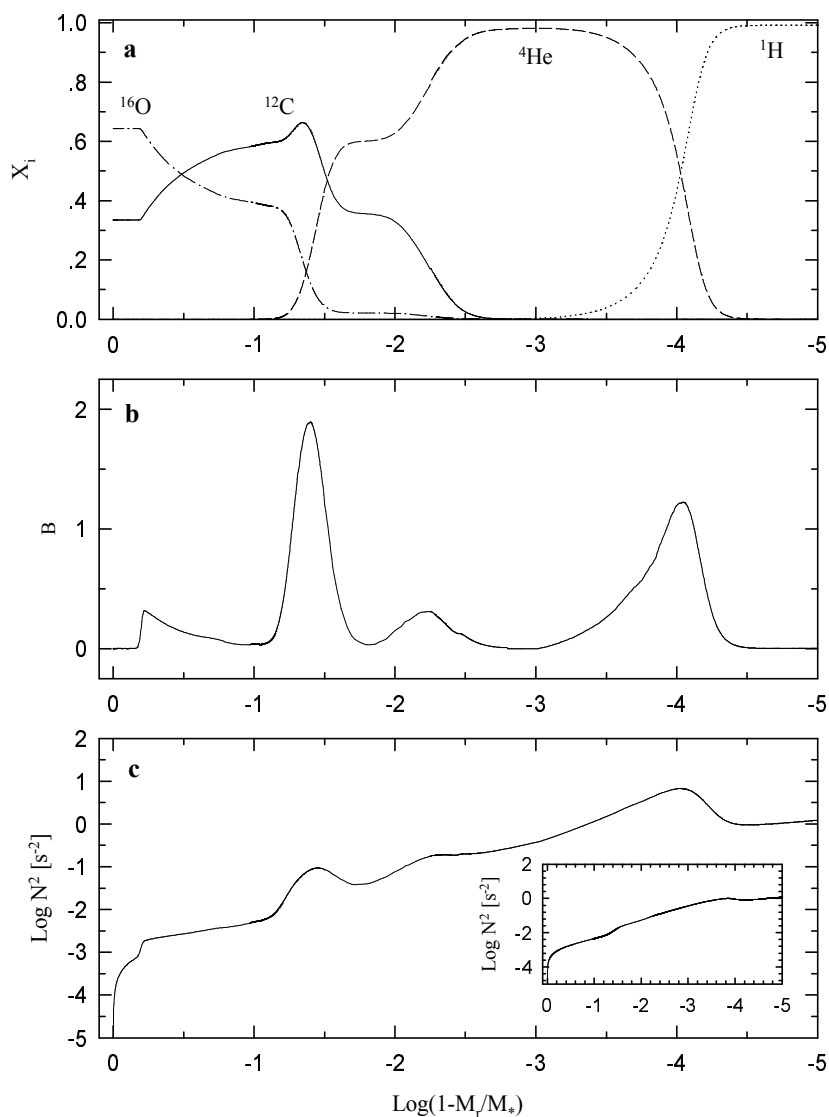 a
¹⁶O
¹²C
⁴He
¹H
1.0
.8
.6
.4
.2
0.0
X_i
0 -1 -2 -3 -4 -5
b
2
1
0
B
0 -1 -2 -3 -4 -5
c
2
1
0
-1
-2
-3
-4
-5
Log N² [s⁻²]
2
0
-2
-4
Log N² [s⁻²]
0 -1 -2 -3 -4 -5
0 -1 -2 -3 -4 -5
Log(1-M_r/M_*)